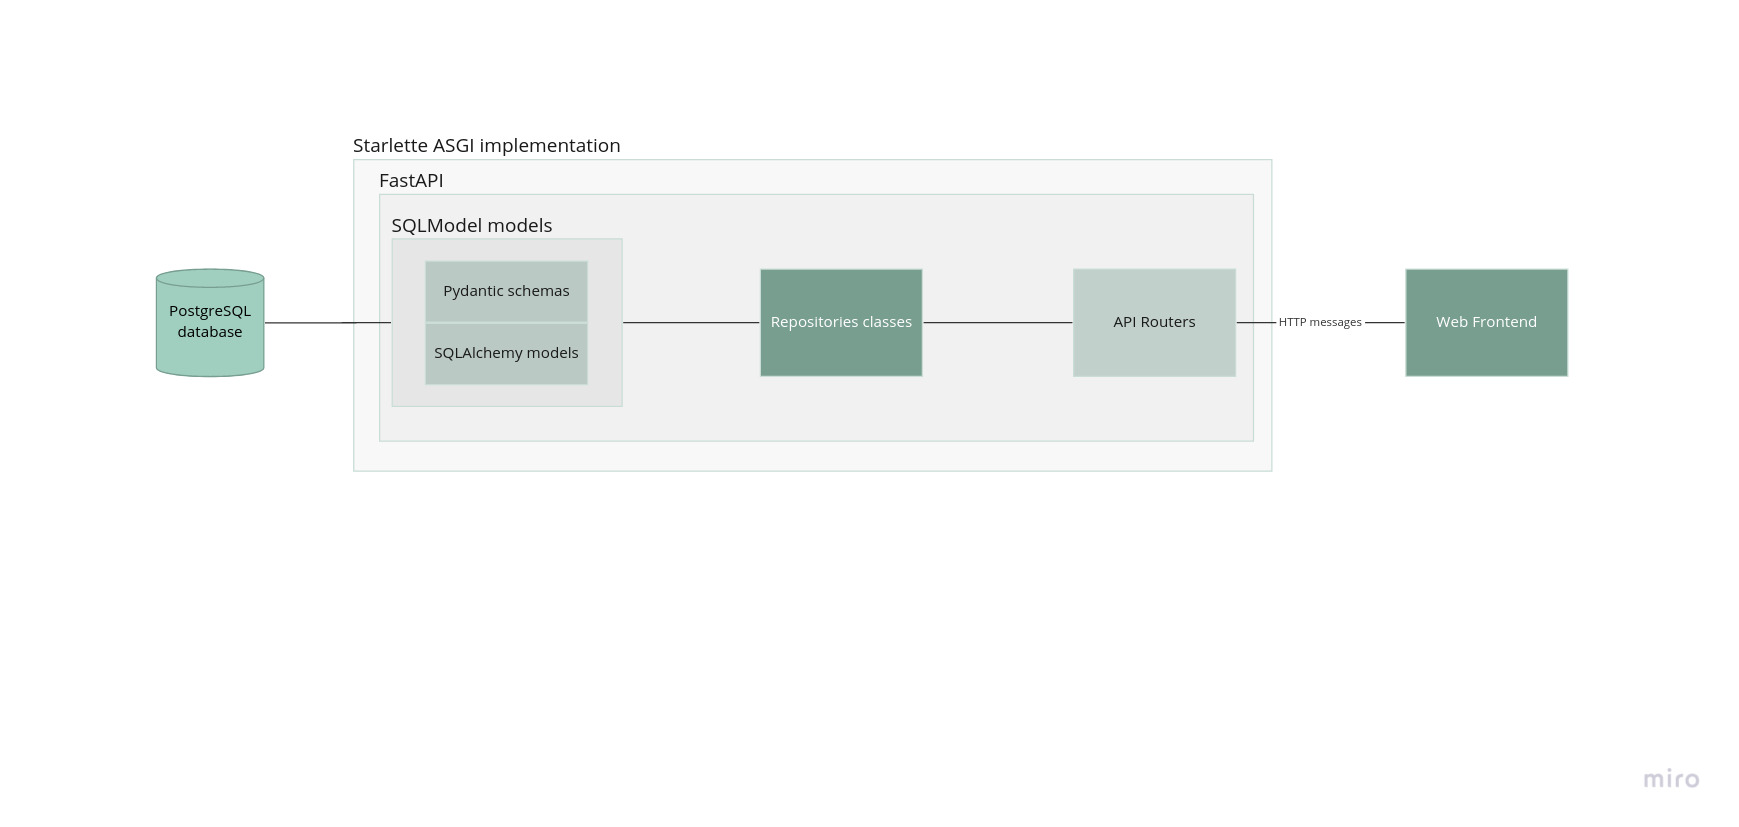 Starlette ASGI implementation
FastAPI
SQLModel models
Pydantic schemas
SQLAlchemy models
PostgreSQL
database
Repositories classes
API Routers
HTTP messages
Web Frontend
miro